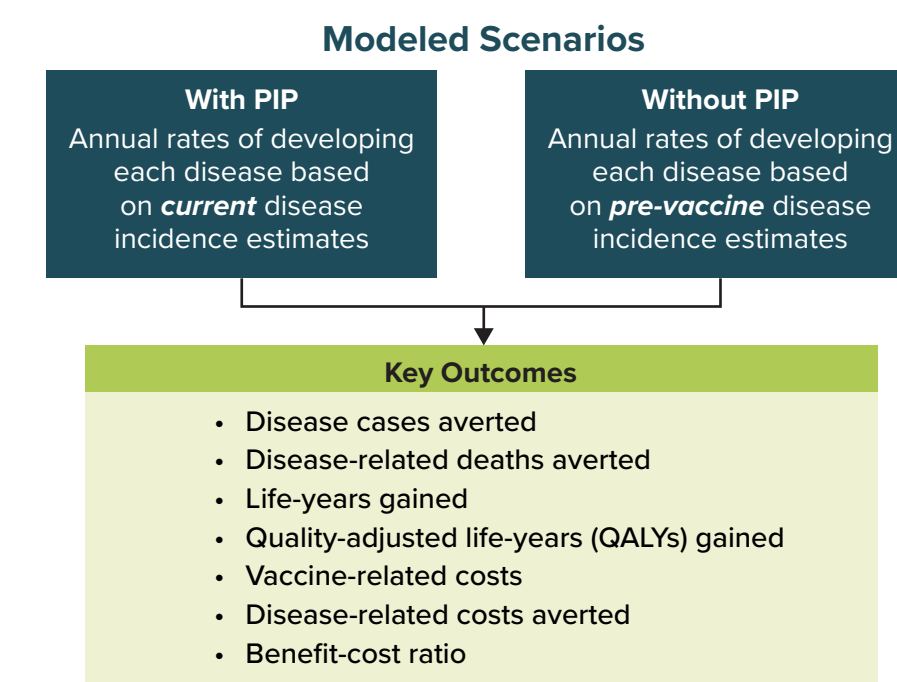 Modeled Scenarios
With PIP
Annual rates of developing
each disease based
on current disease
incidence estimates
Without PIP
Annual rates of developing
each disease based
on pre-vaccine disease
incidence estimates
Key Outcomes
• Disease cases averted
• Disease-related deaths averted
• Life-years gained
• Quality-adjusted life-years (QALYs) gained
• Vaccine-related costs
• Disease-related costs averted
• Benefit-cost ratio